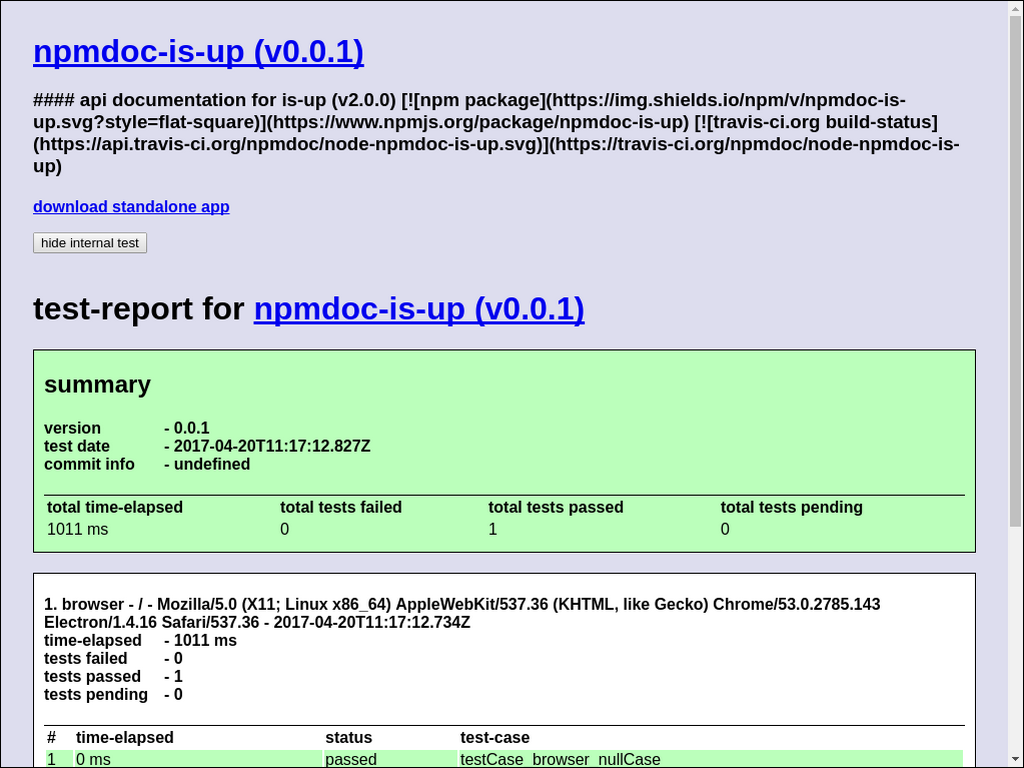 npmdoc-is-up (v0.0.1)
#### api documentation for is-up (v2.0.0) [![npm package](https://img.shields.io/npm/v/npmdoc-is-
up.svg?style=flat-square)](https://www.npmjs.org/package/npmdoc-is-up) [![travis-ci.org build-status]
(https://api.travis-ci.org/npmdoc/node-npmdoc-is-up.svg)](https://travis-ci.org/npmdoc/node-npmdoc-is-
up)
download standalone app
hide internal test
test-report for npmdoc-is-up (v0.0.1)
summary
version - 0.0.1
test date - 2017-04-20T11:17:12.827Z
commit info - undefined
total time-elapsed total tests failed total tests passed total tests pending
1011 ms 0 1 0
1. browser - / - Mozilla/5.0 (X11; Linux x86_64) AppleWebKit/537.36 (KHTML, like Gecko) Chrome/53.0.2785.143
Electron/1.4.16 Safari/537.36 - 2017-04-20T11:17:12.734Z
time-elapsed - 1011 ms
tests failed - 0
tests passed - 1
tests pending - 0
# time-elapsed status test-case
1 0 ms passed testCase_browser_nullCase